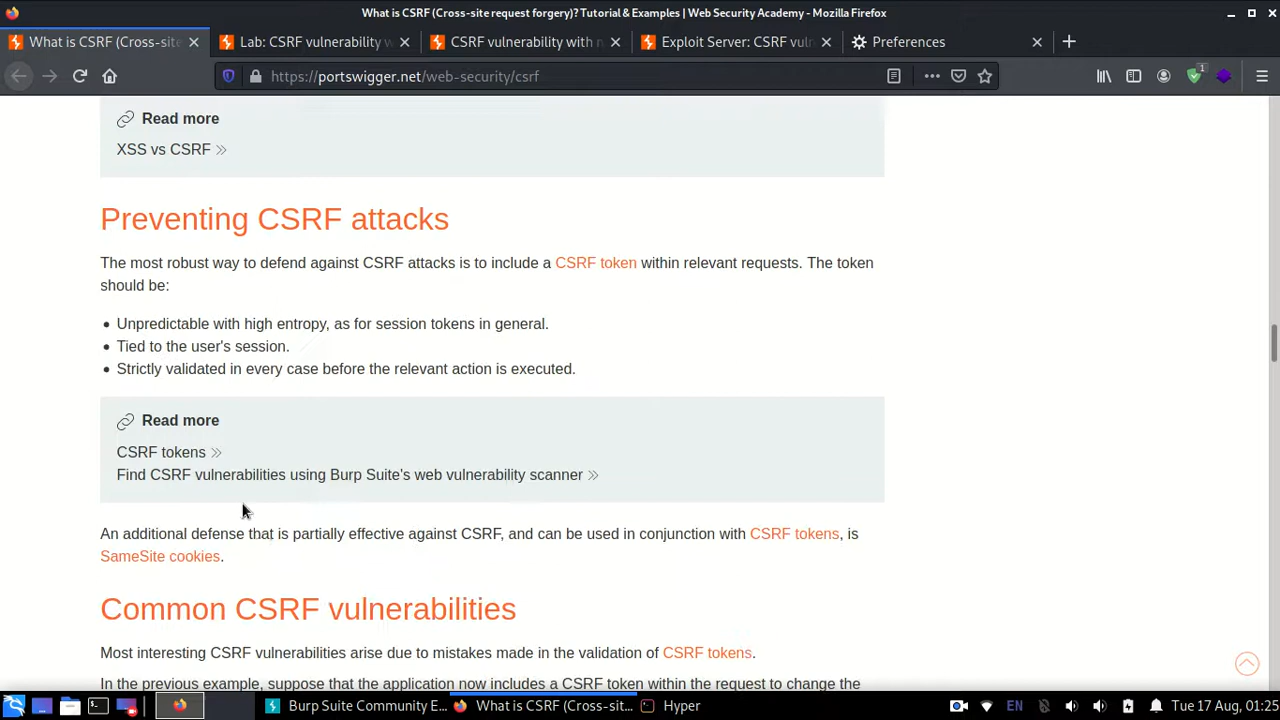 What is CSRF (Cross-site request forgery)? Tutorial & Examples | Web Security Academy - Mozilla Firefox
What is CSRF (Cross-site
Lab: CSRF vulnerability w
CSRF vulnerability with n
Exploit Server: CSRF vuln
Preferences
https://portswigger.net/web-security/csrf
1
Read more
XSS vs CSRF
Preventing CSRF attacks
The most robust way to defend against CSRF attacks is to include a CSRF token within relevant requests. The token
should be:
Unpredictable with high entropy, as for session tokens in general.
Tied to the user's session.
Strictly validated in every case before the relevant action is executed.
Read more
CSRF tokens
Find CSRF vulnerabilities using Burp Suite's web vulnerability scanner
An additional defense that is partially effective against CSRF, and can be used in conjunction with CSRF tokens, is
SameSite cookies.
Common CSRF vulnerabilities
Most interesting CSRF vulnerabilities arise due to mistakes made in the validation of CSRF tokens.
In the previous example, suppose that the application now includes a CSRF token within the request to change the
Burp Suite Community E...
What is CSRF (Cross-sit...
Hyper
EN
Tue 17 Aug, 01:25